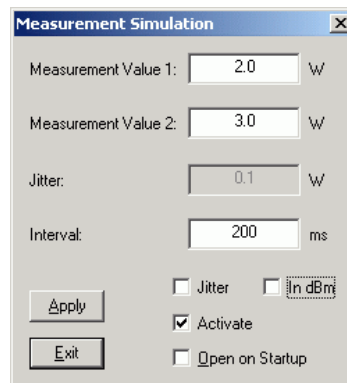 Measurement Simulation
Measurement Value 1: 2.0 W
Measurement Value 2: 3.0 W
Jitter: 0.1 W
Interval: 200 ms
Jitter In dBm
Apply
Activate
Exit
Open on Startup